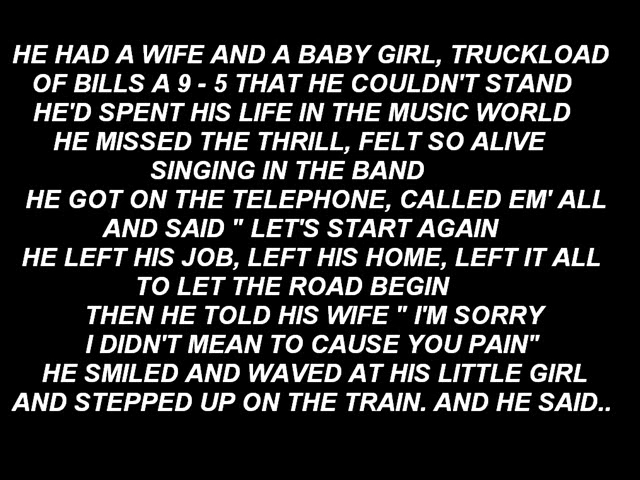 HE HAD A WIFE AND A BABY GIRL, TRUCKLOAD
OF BILLS A 9 - 5 THAT HE COULDN'T STAND
HE'D SPENT HIS LIFE IN THE MUSIC WORLD
HE MISSED THE THRILL, FELT SO ALIVE
SINGING IN THE BAND
HE GOT ON THE TELEPHONE, CALLED EM' ALL
AND SAID " LET'S START AGAIN
HE LEFT HIS JOB, LEFT HIS HOME, LEFT IT ALL
TO LET THE ROAD BEGIN
THEN HE TOLD HIS WIFE " I'M SORRY
I DIDN'T MEAN TO CAUSE YOU PAIN"
HE SMILED AND WAVED AT HIS LITTLE GIRL
AND STEPPED UP ON THE TRAIN. AND HE SAID..